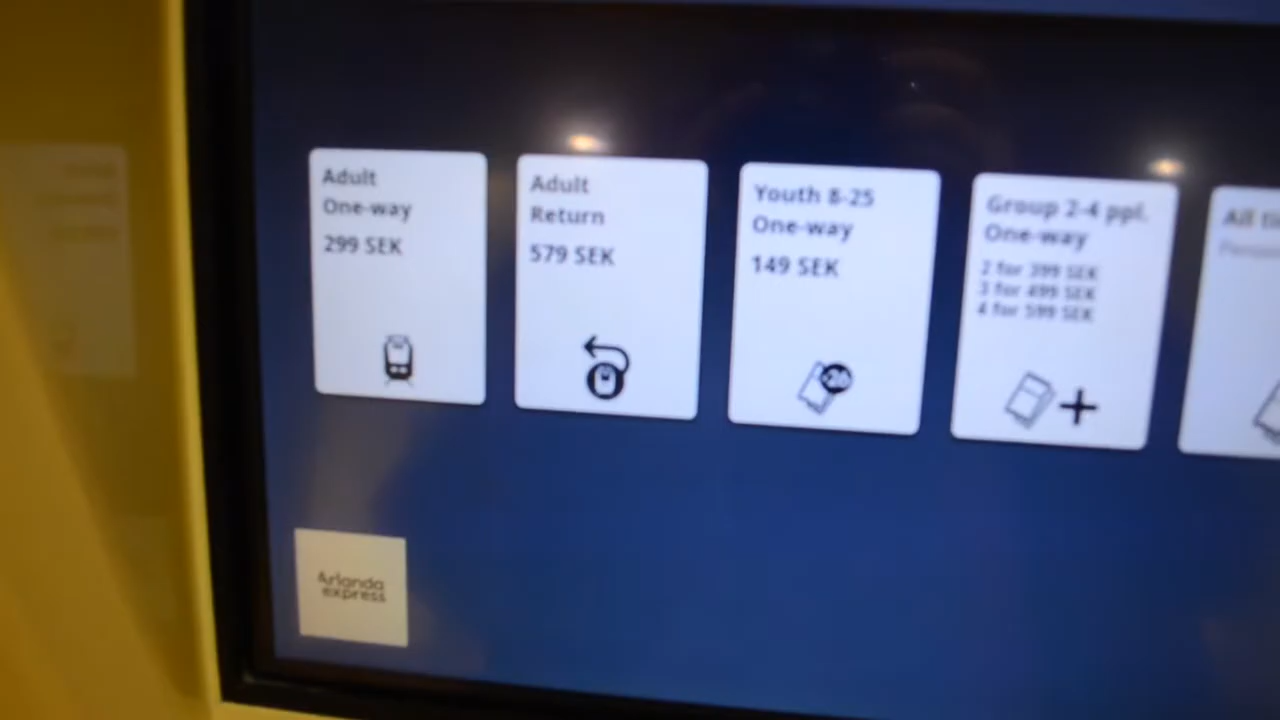 Adult
One-way
299 SEK
Adult
Return
579 SEK
Youth 8-25
One-way
149 SEK
Group 2-4 ppl.
One-way
2 for 399 SEK
3 for 499 SEK
4 for 599 SEK
All
Arlanda
express